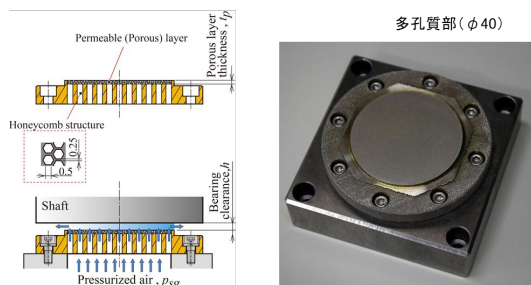 多孔質部(φ40)
Permeable (Porous) layer
Porous layer
thickness, tp
Honeycomb structure
0.25
0.5
Shaft
Bearing
clearance,h
Pressurized air, psg